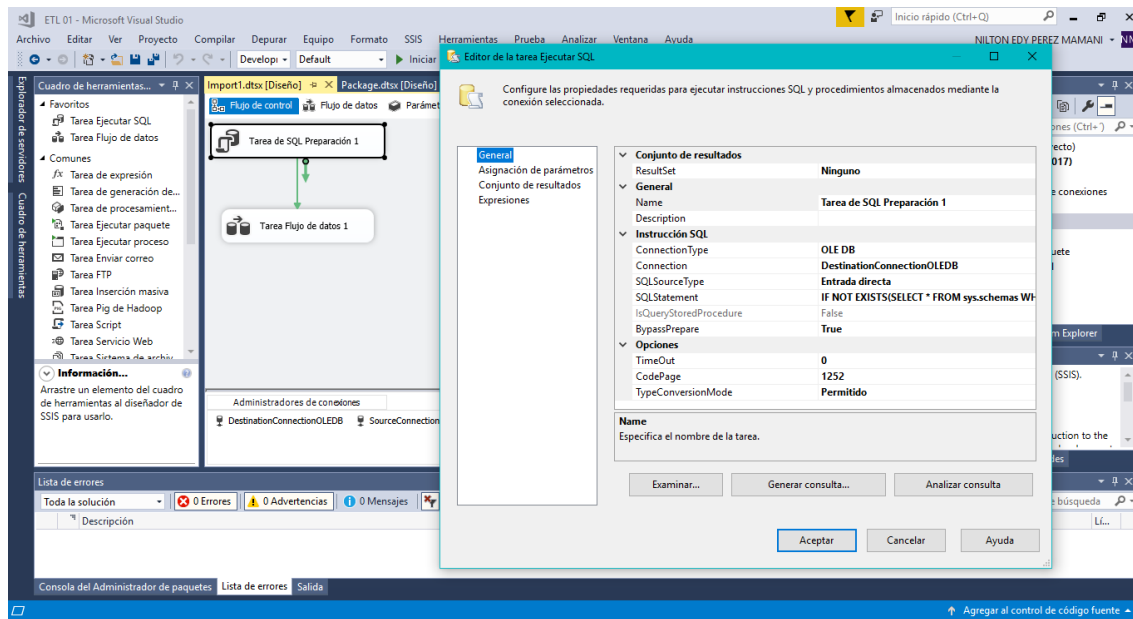 ETL 01 - Microsoft Visual Studio
Inicio rápido (Ctrl+Q)
Archivo Editar Ver Proyecto Compilar Depurar Equipo Formato SSIS Herramientas Prueba Analizar Ventana Ayuda
NILTON EDY PEREZ MAMANI
Default
Iniciar
Explorador de servidores
Cuadro de herramientas
Cuadro de herramientas...
Favoritos
Tarea Ejecutar SQL
Tarea Flujo de datos
Comunes
Tarea de expresión
Tarea de generación de...
Tarea de procesamient...
Tarea Ejecutar paquete
Tarea Ejecutar proceso
Tarea Enviar correo
Tarea FTP
Tarea Inserción masiva
Tarea Pig de Hadoop
Tarea Script
Tarea Servicio Web
Tarea Sistema de archiv
Información...
Arrastre un elemento del cuadro
de herramientas al diseñador de
SSIS para usarlo.
Import1.dtsx [Diseño] Package.dtsx [Diseño]
Flujo de control Flujo de datos Parámet
Tarea de SQL Preparación 1
Tarea Flujo de datos 1
Administradores de conexiones
DestinationConnectionOLEDB SourceConnection
Editor de la tarea Ejecutar SQL
Configure las propiedades requeridas para ejecutar instrucciones SQL y procedimientos almacenados mediante la
conexión seleccionada.
General
Asignación de parámetros
Conjunto de resultados
Expresiones
Conjunto de resultados
ResultSet Ninguno
General
Name Tarea de SQL Preparación 1
Description
Instrucción SQL
ConnectionType OLE DB
Connection DestinationConnectionOLEDB
SQLSourceType Entrada directa
SQLStatement IF NOT EXISTS(SELECT * FROM sys.schemas WH
IsQueryStoredProcedure False
BypassPrepare True
Opciones
TimeOut 0
CodePage 1252
TypeConversionMode Permitido
Name
Especifica el nombre de la tarea.
Examinar... Generar consulta... Analizar consulta
Aceptar Cancelar Ayuda
ones (Ctrl+´)
ecto)
017)
e conexiones
uete
m Explorer
(SSIS).
uction to the
des
Lista de errores
Toda la solución 0 Errores 0 Advertencias 0 Mensajes
e búsqueda
Descripción
Lí...
Consola del Administrador de paquetes Lista de errores Salida
Agregar al control de código fuente